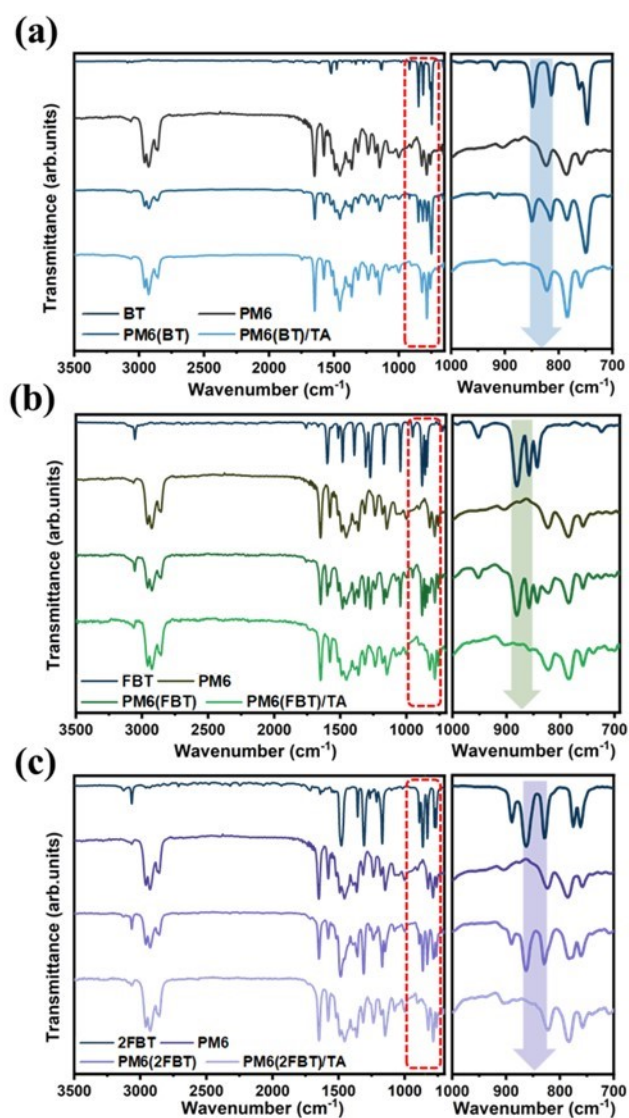 (a)
Transmittance (arb.units)
BT PM6
PM6(BT) PM6(BT)/TA
3500 3000 2500 2000 1500 1000
Wavenumber (cm⁻¹)
1000 900 800 700
Wavenumber (cm⁻¹)
(b)
Transmittance (arb.units)
FBT PM6
PM6(FBT) PM6(FBT)/TA
3500 3000 2500 2000 1500 1000
Wavenumber (cm⁻¹)
1000 900 800 700
Wavenumber (cm⁻¹)
(c)
Transmittance (arb.units)
2FBT PM6
PM6(2FBT) PM6(2FBT)/TA
3500 3000 2500 2000 1500 1000
Wavenumber (cm⁻¹)
1000 900 800 700
Wavenumber (cm⁻¹)